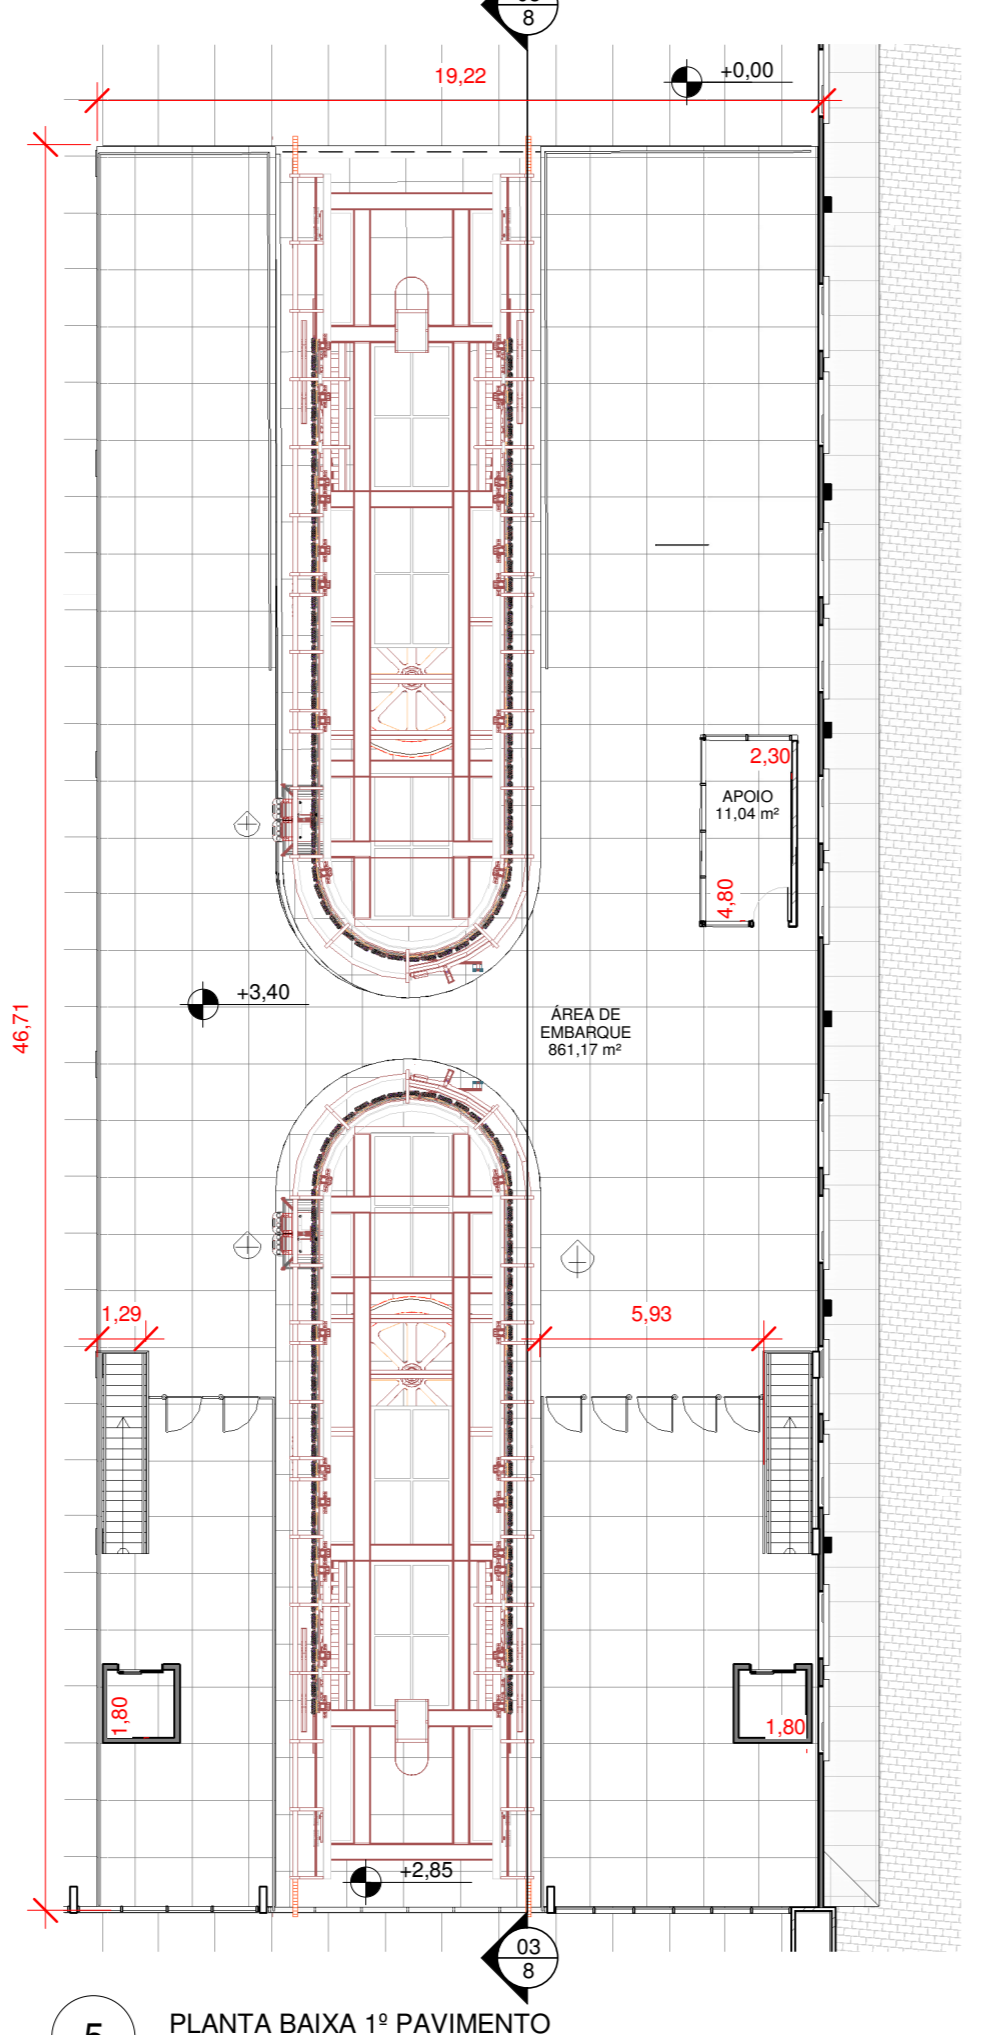 8
19,22
+0,00
2,30
APOIO
11,04 m²
4,80
+3,40
ÁREA DE
EMBARQUE
861,17 m²
46,71
1,29
5,93
1,80
1,80
+2,85
03
8
PLANTA BAIXA 1º PAVIMENTO